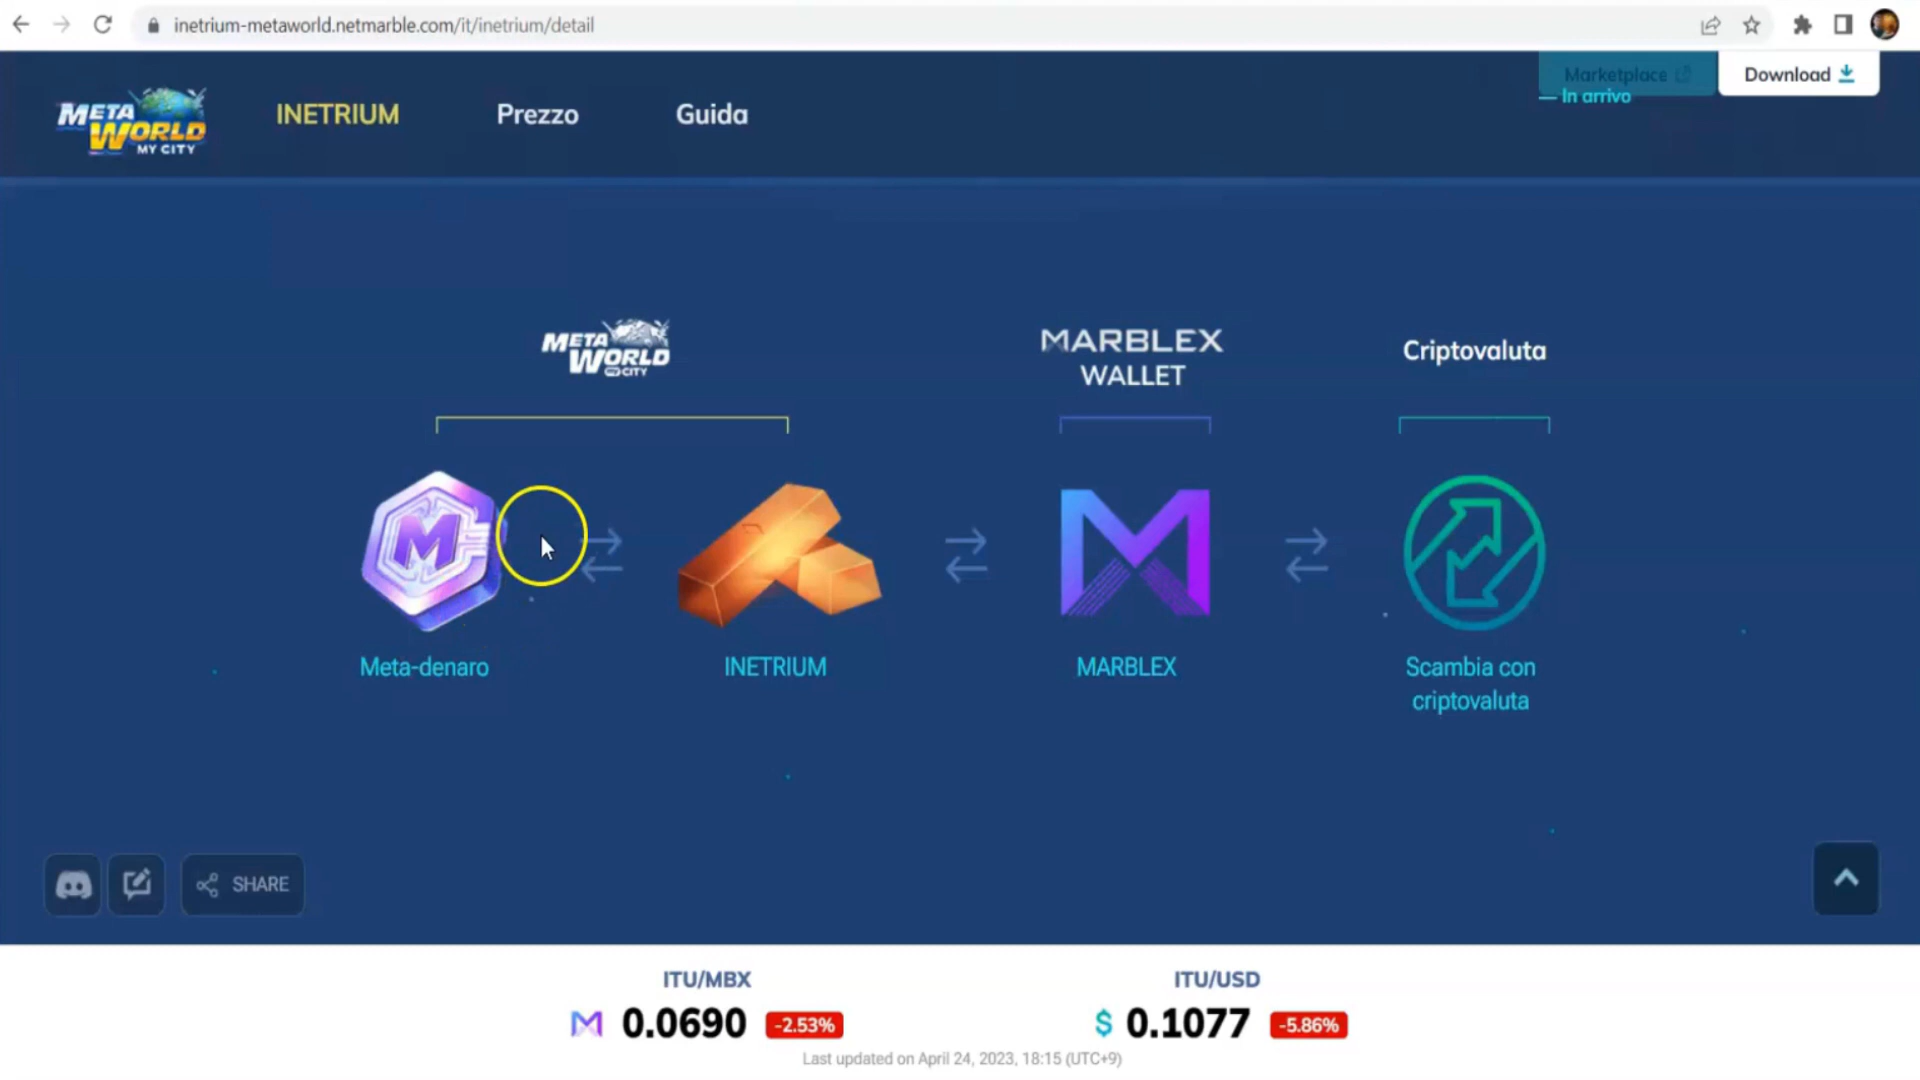 inetrium-metaworld.netmarble.com/it/inetrium/detail
META WORLD MY CITY
INETRIUM
Prezzo
Guida
Marketplace
In arrivo
Download
META WORLD MY CITY
MARBLEX
WALLET
Criptovaluta
M
Meta-denaro
INETRIUM
MARBLEX
Scambia con
criptovaluta
SHARE
ITU/MBX
0.0690 -2.53%
ITU/USD
$ 0.1077 -5.86%
Last updated on April 24, 2023, 18:15 (UTC+9)